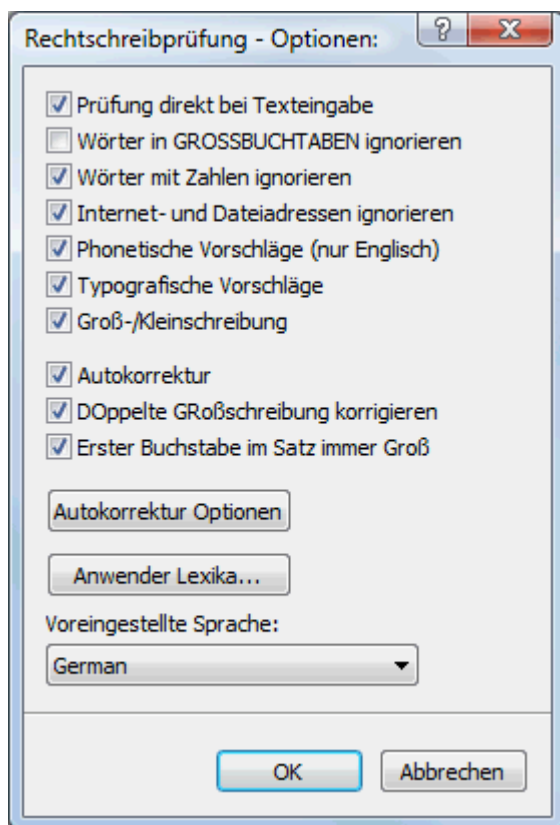 Rechtschreibprüfung - Optionen:
Prüfung direkt bei Texteingabe
Wörter in GROSSBUCHTABEN ignorieren
Wörter mit Zahlen ignorieren
Internet- und Dateiadressen ignorieren
Phonetische Vorschläge (nur Englisch)
Typografische Vorschläge
Groß-/Kleinschreibung
Autokorrektur
DOppelte GRoßschreibung korrigieren
Erster Buchstabe im Satz immer Groß
Autokorrektur Optionen
Anwender Lexika...
Voreingestellte Sprache:
German
OK Abbrechen